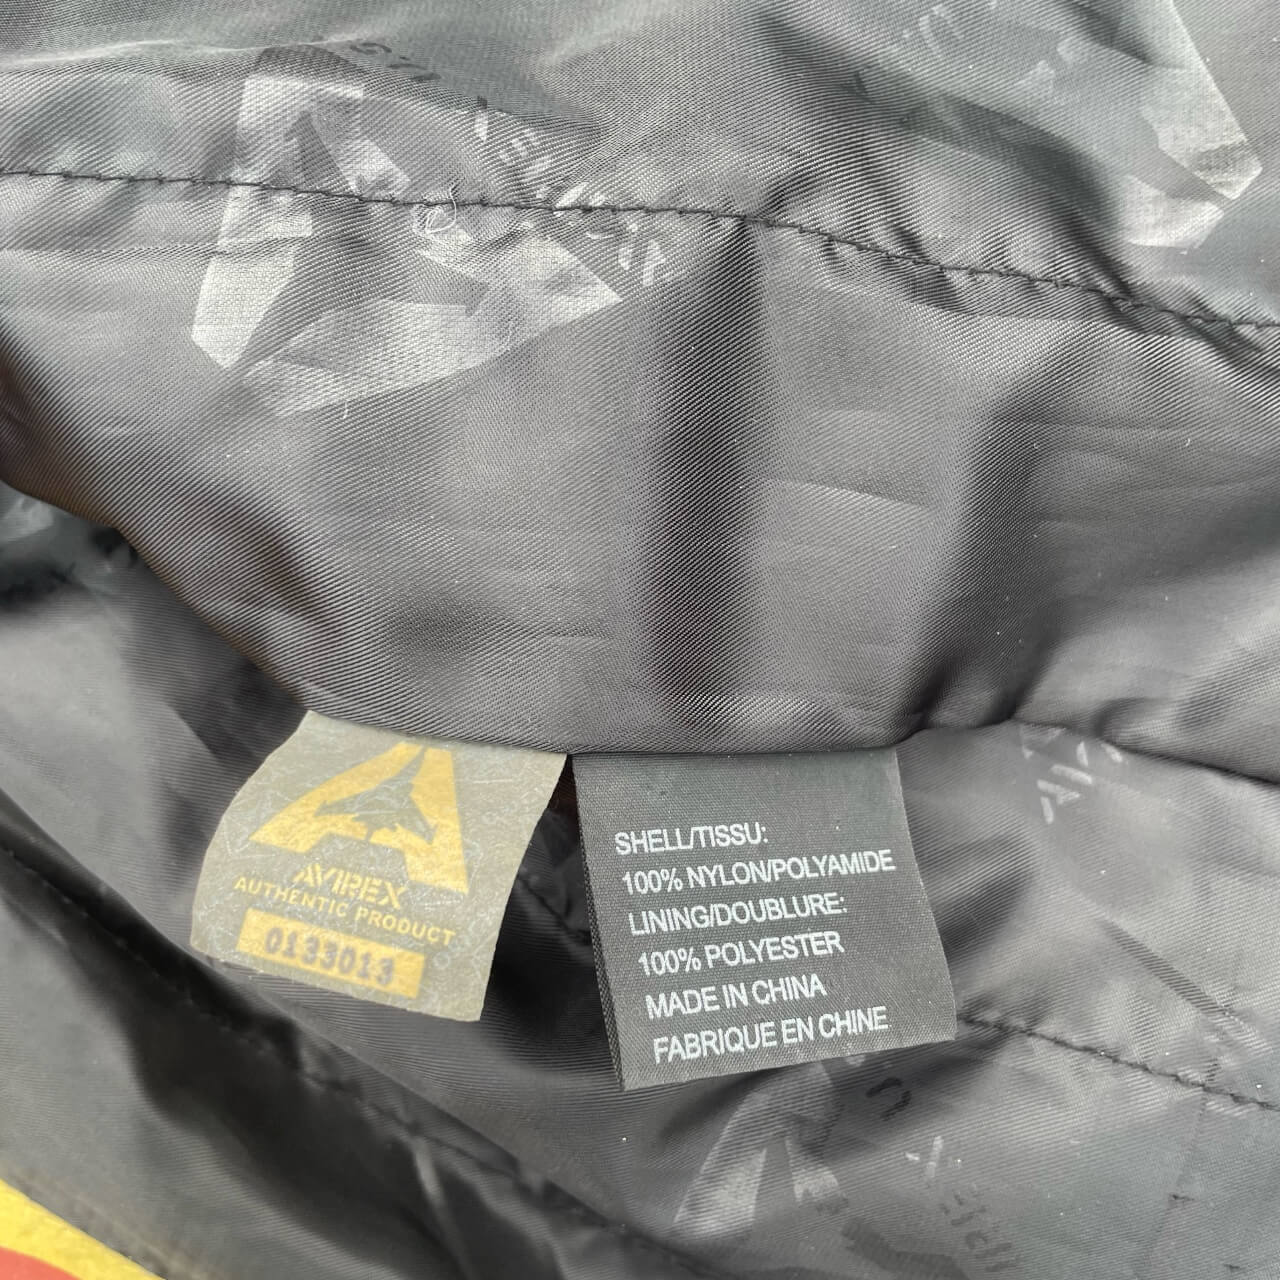 AVIREX
AUTHENTIC PRODUCT
0133013
SHELL/TISSU:
100% NYLON/POLYAMIDE
LINING/DOUBLURE:
100% POLYESTER
MADE IN CHINA
FABRIQUE EN CHINE